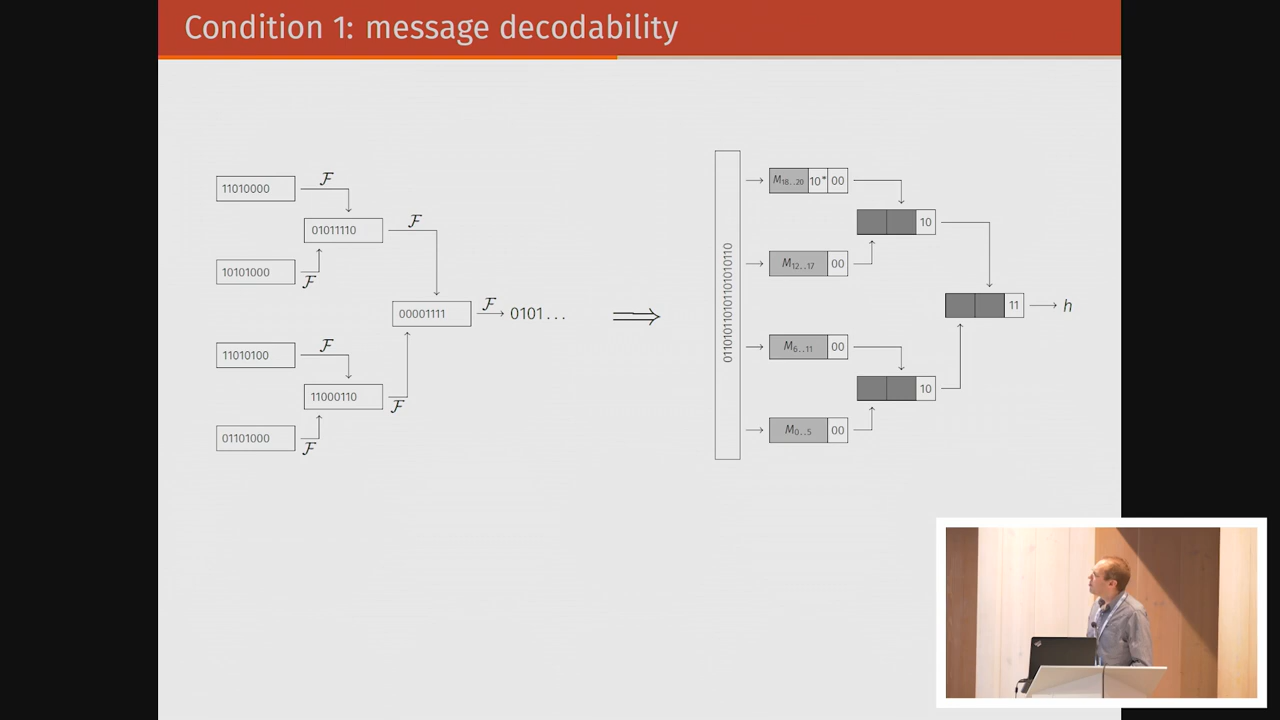 Condition 1: message decodability
11010000
F
01011110
F
10101000
F
00001111
F
0101...
11010100
F
11000110
F
01101000
F
⟹
M18..20 10* 00
10
M12..17 00
11
h
M6..11 00
10
M0..5 00